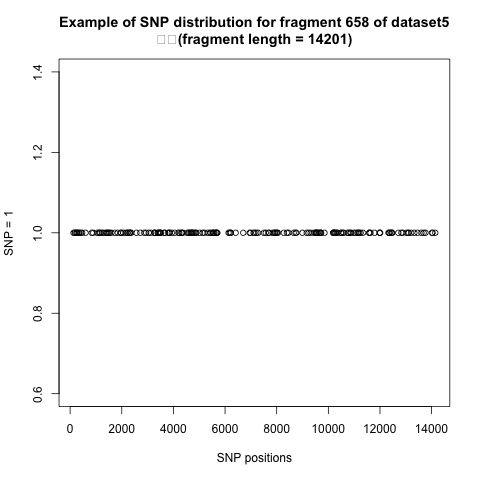 Example of SNP distribution for fragment 658 of dataset5
(fragment length = 14201)
1.4
1.2
1.0
0.8
0.6
SNP = 1
0 2000 4000 6000 8000 10000 12000 14000
SNP positions